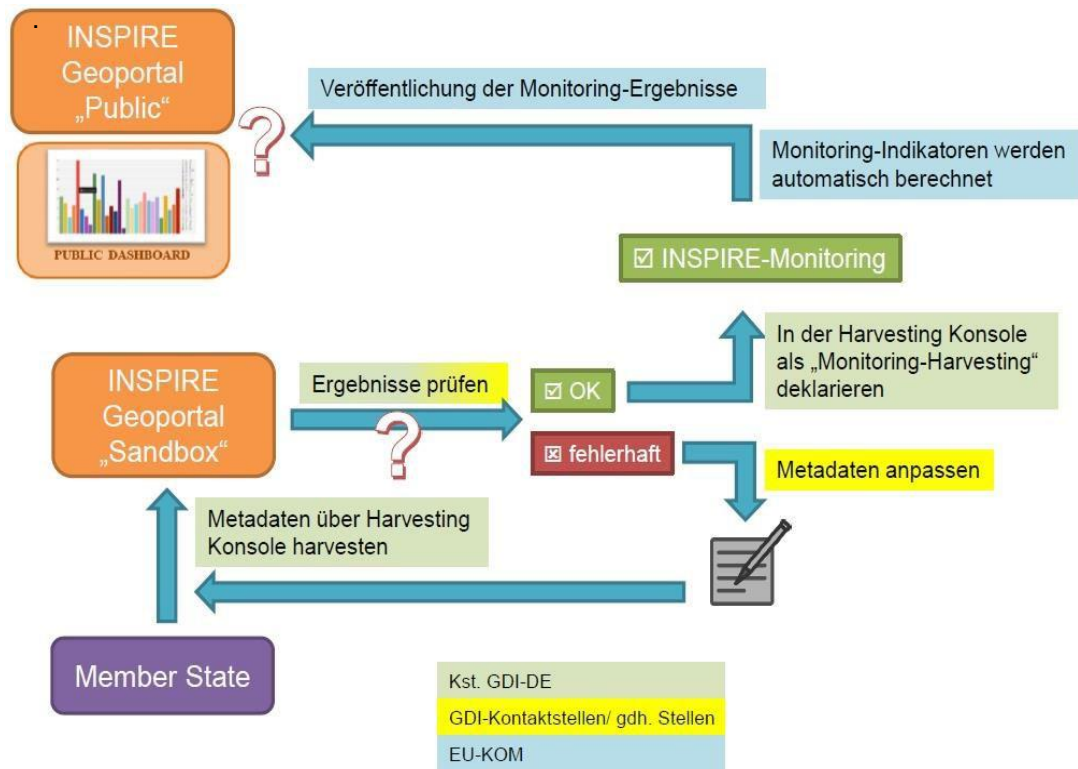 INSPIRE
Geoportal
„Public“
Veröffentlichung der Monitoring-Ergebnisse
?
Monitoring-Indikatoren werden
automatisch berechnet
PUBLIC DASHBOARD
☑ INSPIRE-Monitoring
In der Harvesting Konsole
als „Monitoring-Harvesting“
deklarieren
INSPIRE
Geoportal
„Sandbox“
Ergebnisse prüfen
?
☑ OK
☒ fehlerhaft
Metadaten anpassen
Metadaten über Harvesting
Konsole harvesten
Member State
Kst. GDI-DE
GDI-Kontaktstellen/ gdh. Stellen
EU-KOM